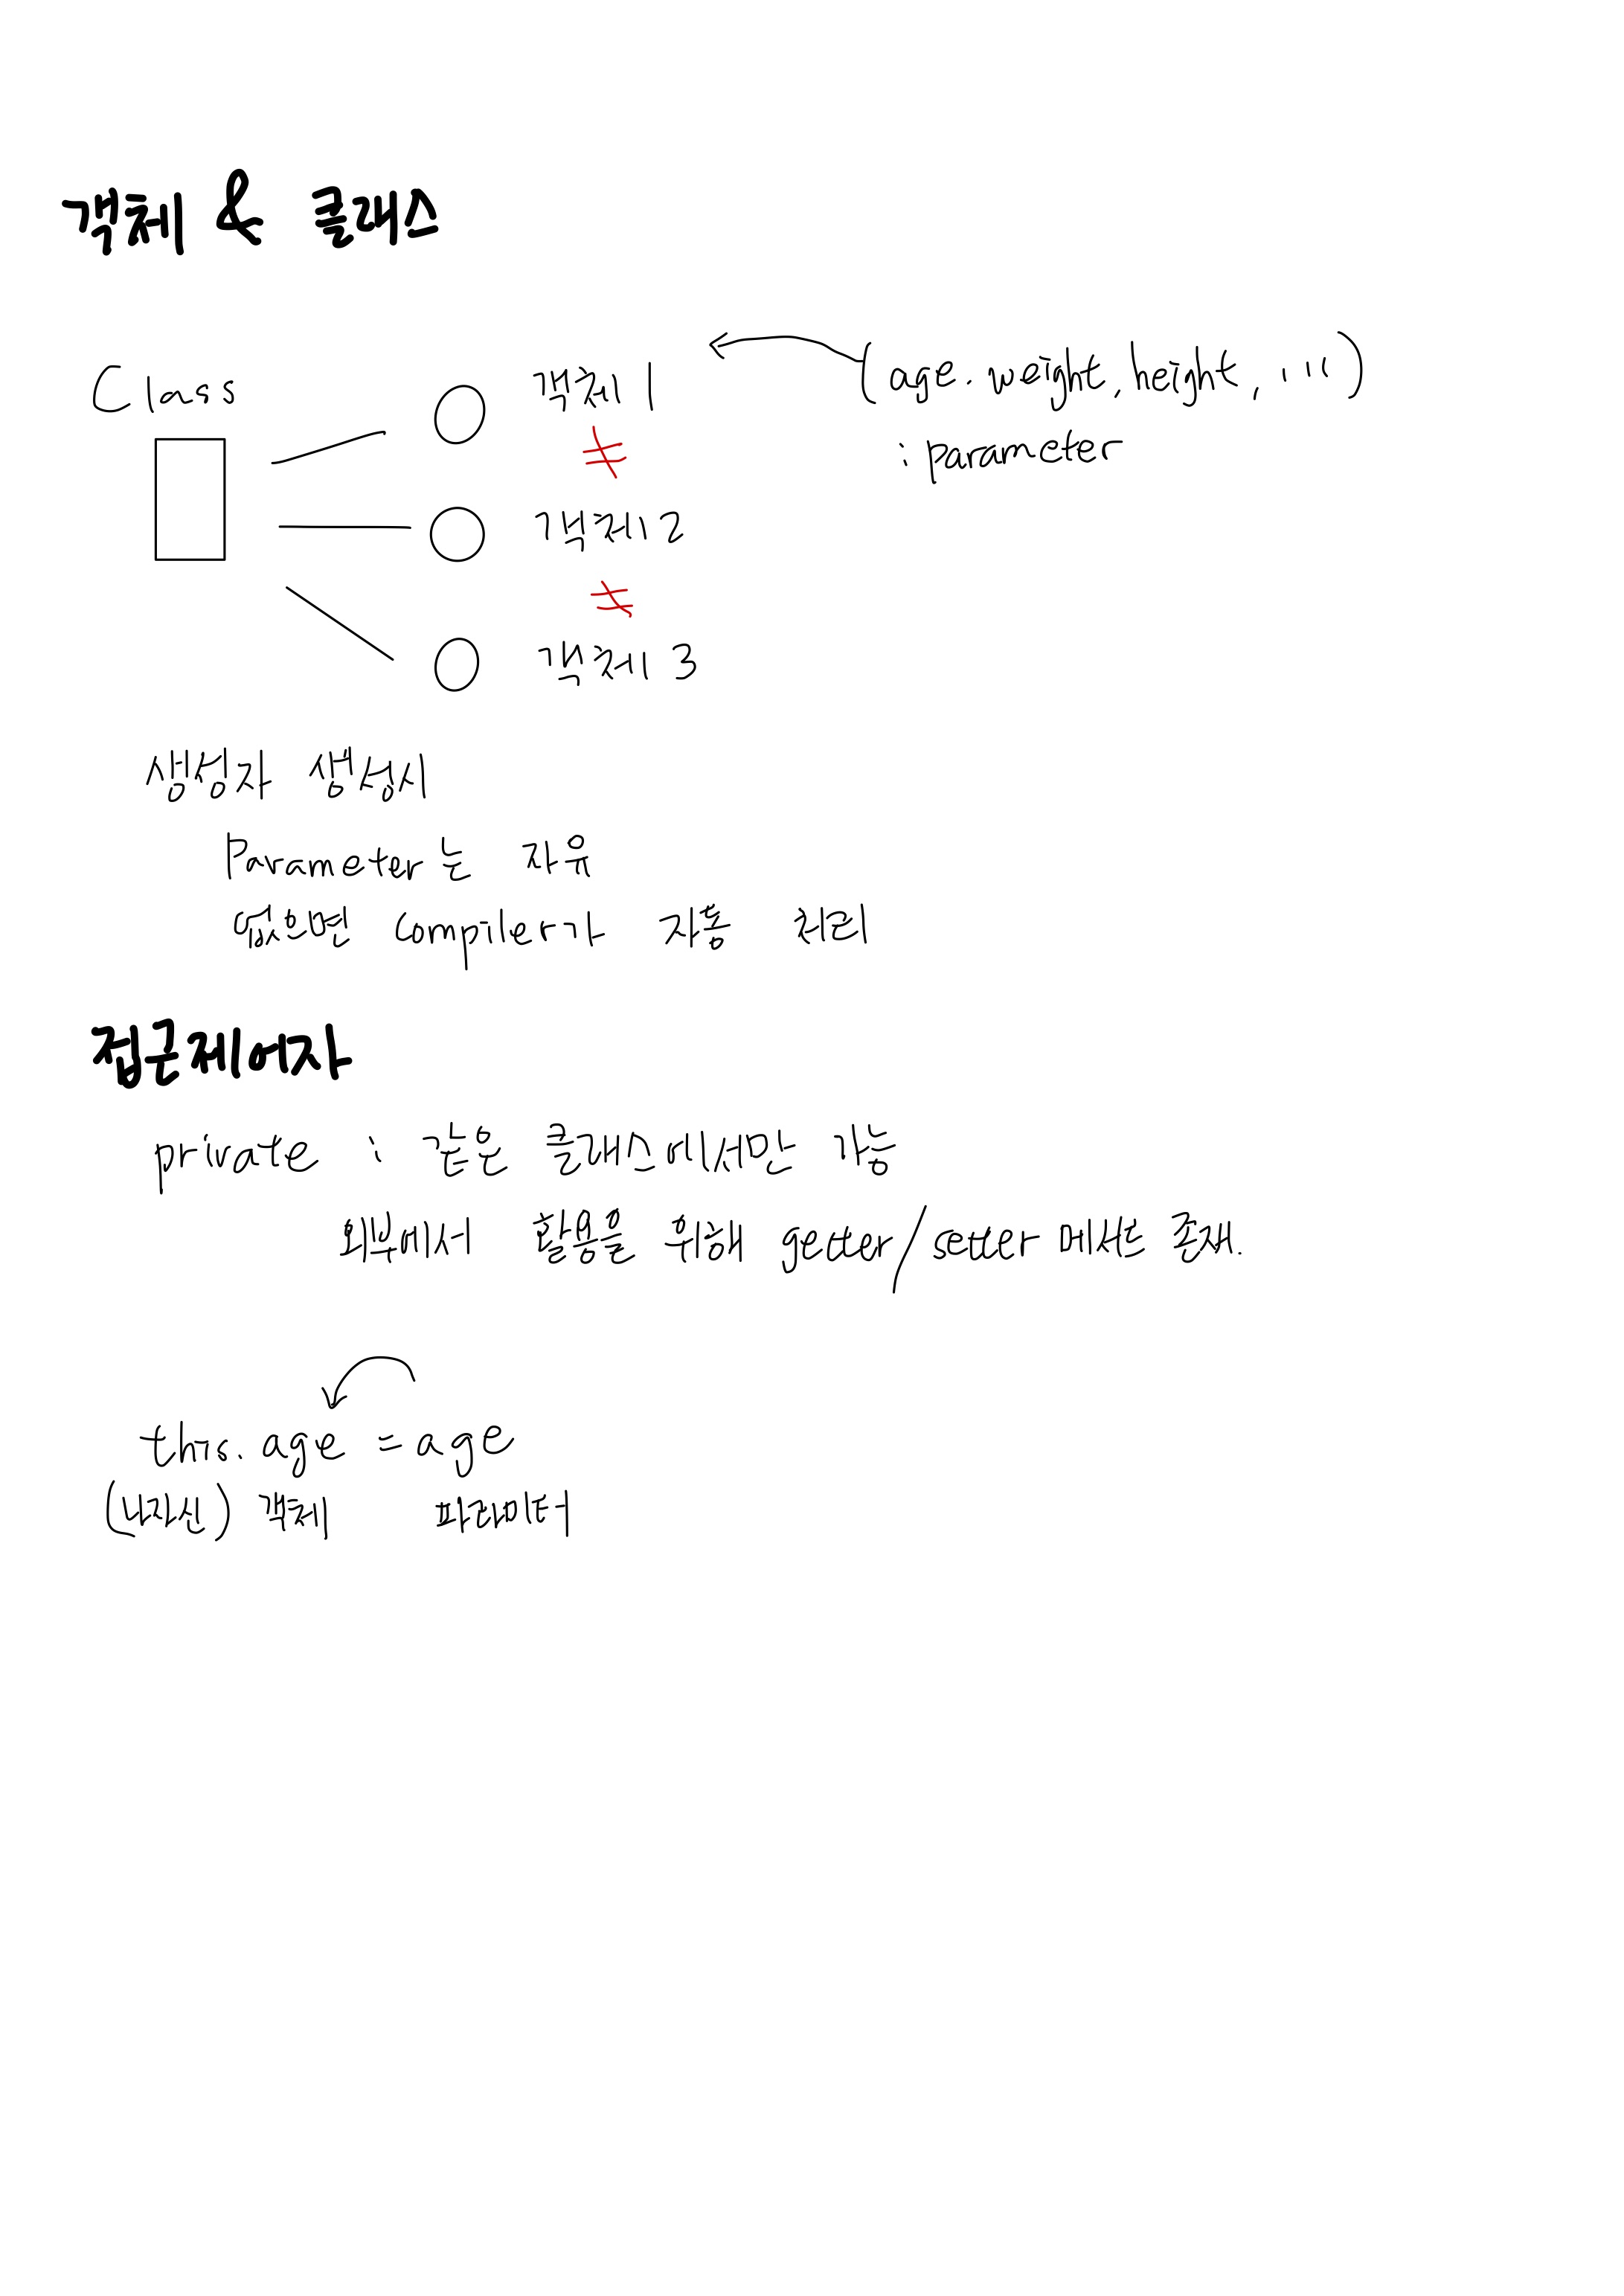 객체 & 클래스
Class
객체 1
(age. weight, height, ...)
: parameter
≠
객체 2
≠
객체 3
생성자 생성시
Parameter는 자유
없으면 Compiler가 자동 처리
접근제어자
private : 같은 클래스에서만 가능
외부에서 활용을 위해 getter/setter 메서드 존재.
this. age = age
(내자신) 객체 파라미터